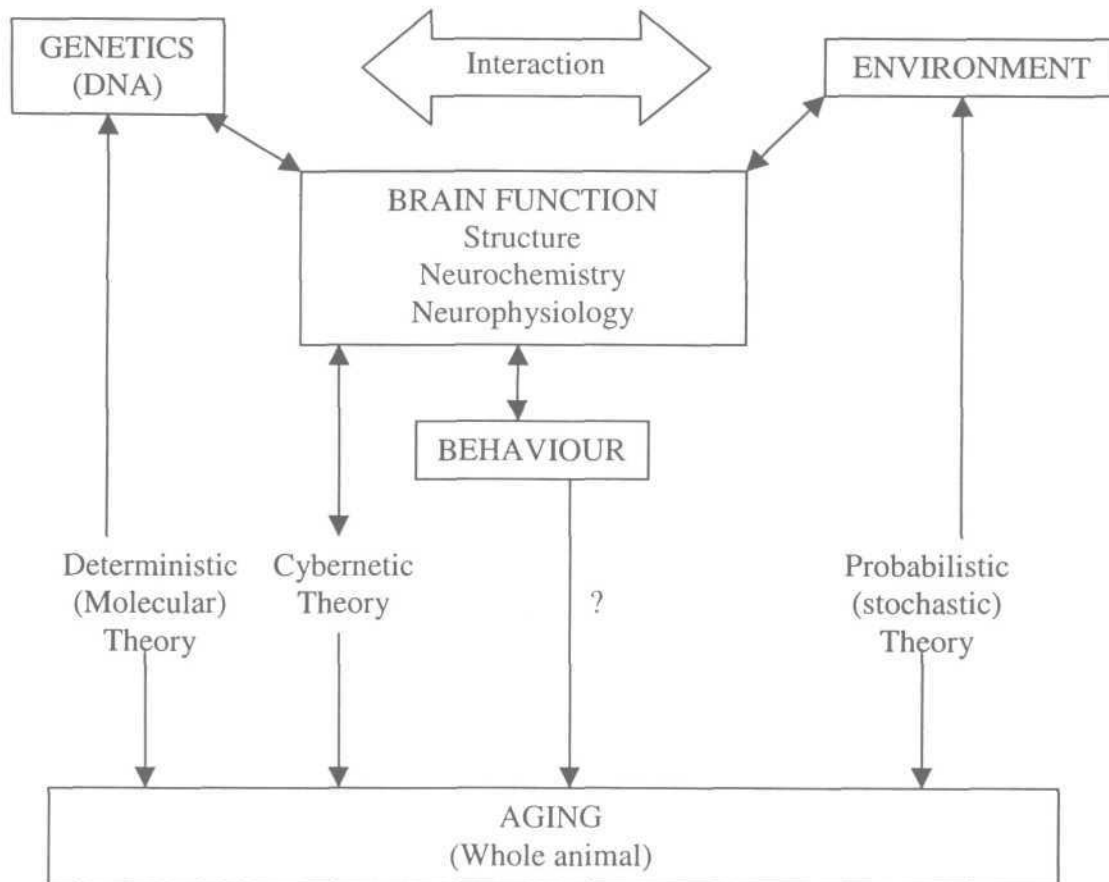 GENETICS
(DNA)
Interaction
ENVIRONMENT
BRAIN FUNCTION
Structure
Neurochemistry
Neurophysiology
BEHAVIOUR
Deterministic
(Molecular)
Theory
Cybernetic
Theory
?
Probabilistic
(stochastic)
Theory
AGING
(Whole animal)